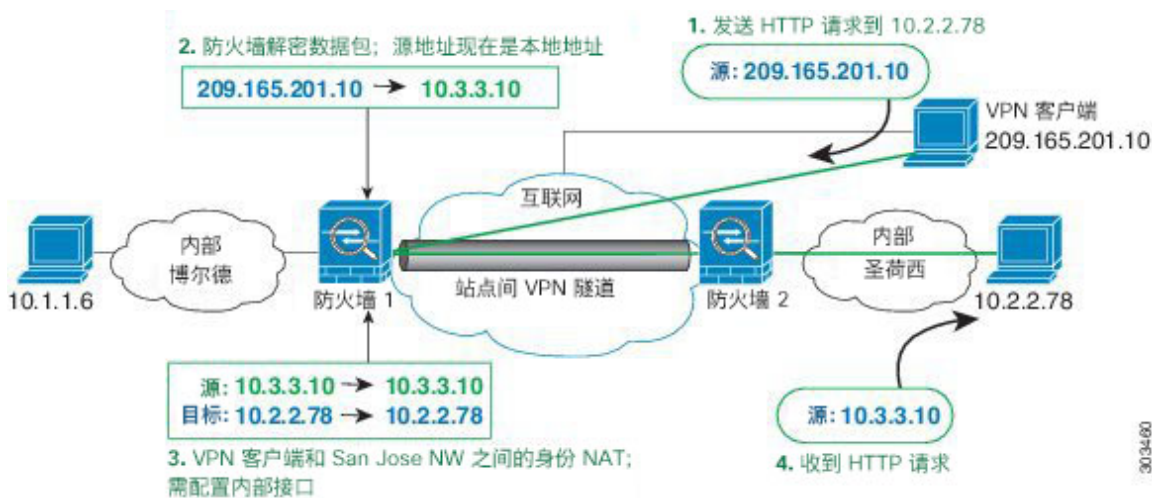 1. 发送 HTTP 请求到 10.2.2.78
源: 209.165.201.10
2. 防火墙解密数据包；源地址现在是本地地址
209.165.201.10 → 10.3.3.10
VPN 客户端
209.165.201.10
互联网
内部
博尔德
内部
圣荷西
10.1.1.6
防火墙 1
站点间 VPN 隧道
防火墙 2
10.2.2.78
源: 10.3.3.10 → 10.3.3.10
目标: 10.2.2.78 → 10.2.2.78
源: 10.3.3.10
3. VPN 客户端和 San Jose NW 之间的身份 NAT；
需配置内部接口
4. 收到 HTTP 请求
303460